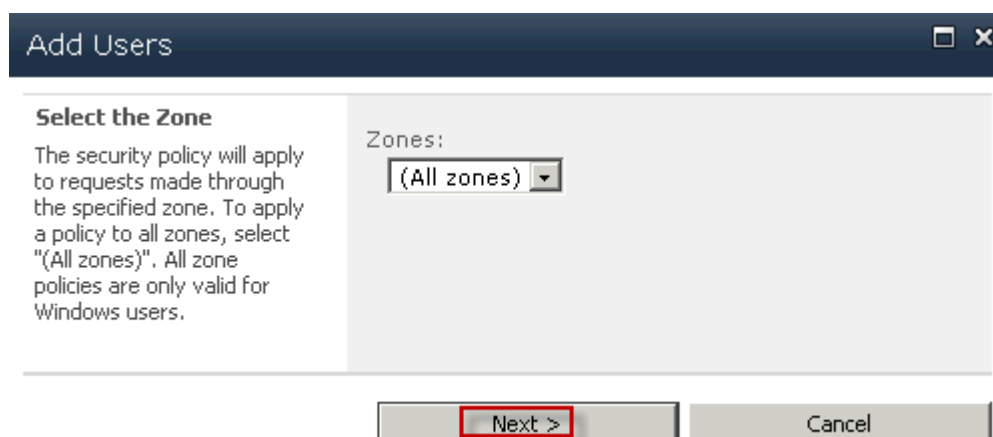 Add Users
Select the Zone
The security policy will apply
to requests made through
the specified zone. To apply
a policy to all zones, select
"(All zones)". All zone
policies are only valid for
Windows users.
Zones:
(All zones)
Next >
Cancel